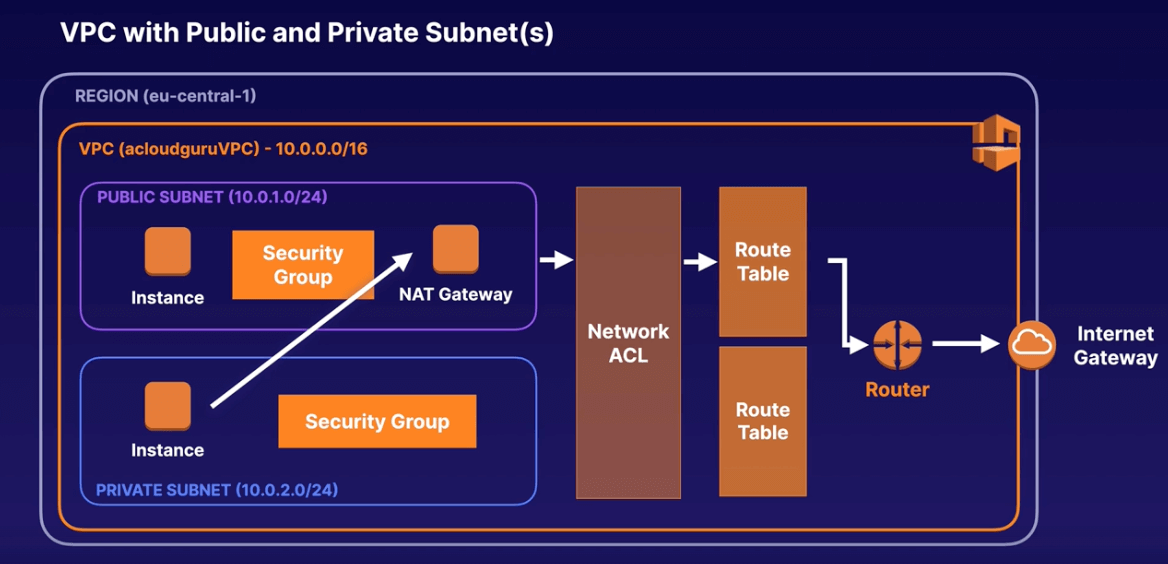 VPC with Public and Private Subnet(s)
REGION (eu-central-1)
VPC (acloudguruVPC) - 10.0.0.0/16
PUBLIC SUBNET (10.0.1.0/24)
Instance
Security
Group
NAT Gateway
Network
ACL
Route
Table
Router
Internet
Gateway
Instance
Security Group
PRIVATE SUBNET (10.0.2.0/24)
Route
Table